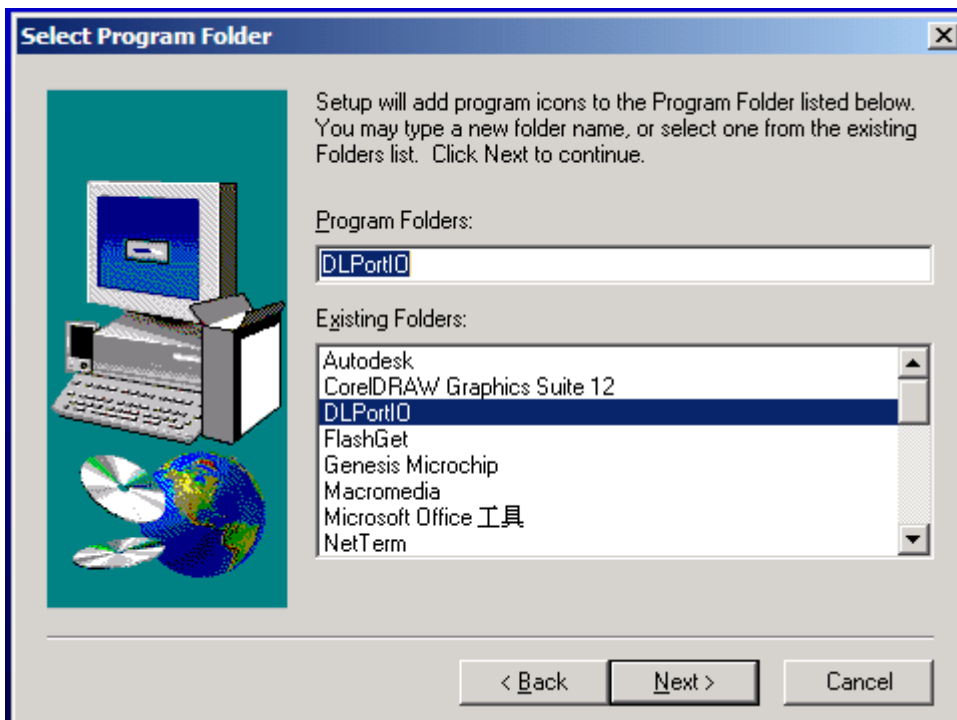 Select Program Folder
Setup will add program icons to the Program Folder listed below.
You may type a new folder name, or select one from the existing
Folders list.  Click Next to continue.
Program Folders:
DLPortIO
Existing Folders:
Autodesk
CorelDRAW Graphics Suite 12
DLPortIO
FlashGet
Genesis Microchip
Macromedia
Microsoft Office 工具
NetTerm
< Back
Next >
Cancel